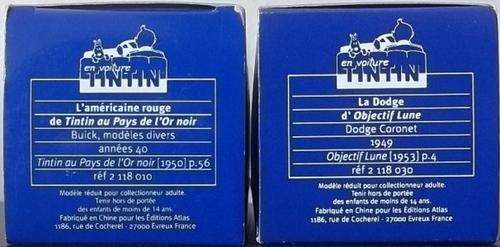 en voiture
TINTIN
L'américaine rouge
de Tintin au Pays de l'Or noir
Buick, modèles divers
années 40
Tintin au Pays de l'Or noir [1950] p.56
réf 2 118 010
Modèle réduit pour collectionneur adulte.
Tenir hors de portée
des enfants de moins de 14 ans.
Fabriqué en Chine pour les Éditions Atlas
1186, rue de Cocherel - 27000 Evreux France
en voiture
TINTIN
La Dodge
d'Objectif Lune
Dodge Coronet
1949
Objectif Lune [1953] p.4
réf 2 118 030
Modèle réduit pour collectionneur adulte.
Tenir hors de portée
des enfants de moins de 14 ans.
Fabriqué en Chine pour les Éditions Atlas
1186, rue de Cocherel - 27000 Evreux France